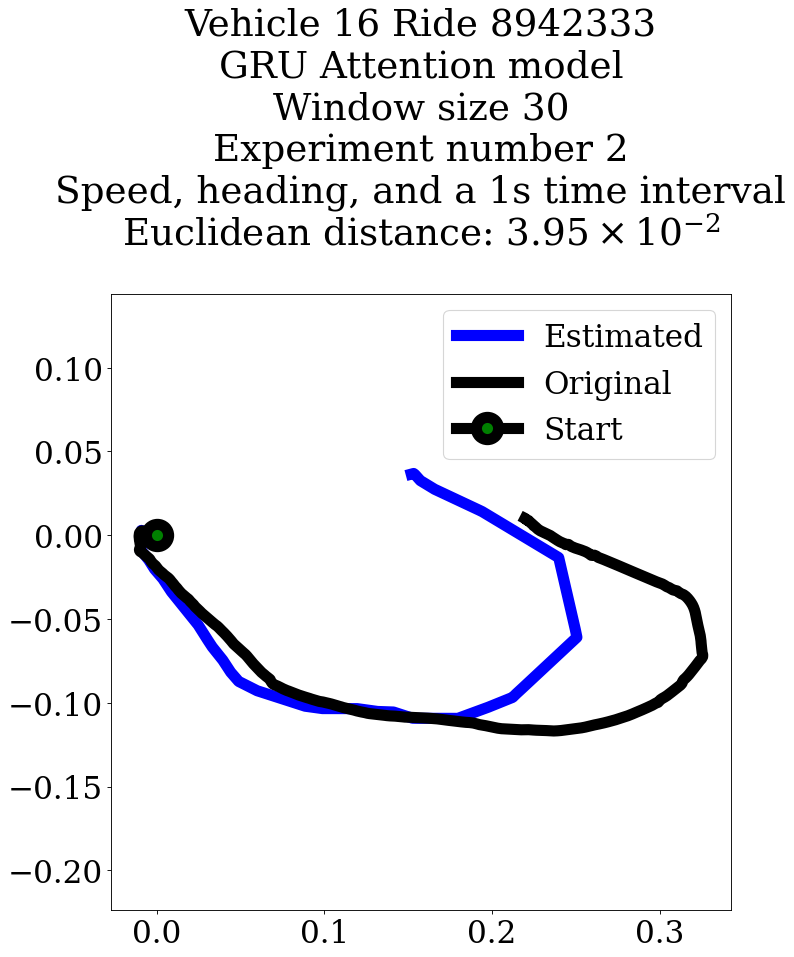 Vehicle 16 Ride 8942333
GRU Attention model
Window size 30
Experiment number 2
Speed, heading, and a 1s time interval
Euclidean distance: 3.95 × 10⁻²
Estimated
Original
Start
0.10
0.05
0.00
−0.05
−0.10
−0.15
−0.20
0.0 0.1 0.2 0.3